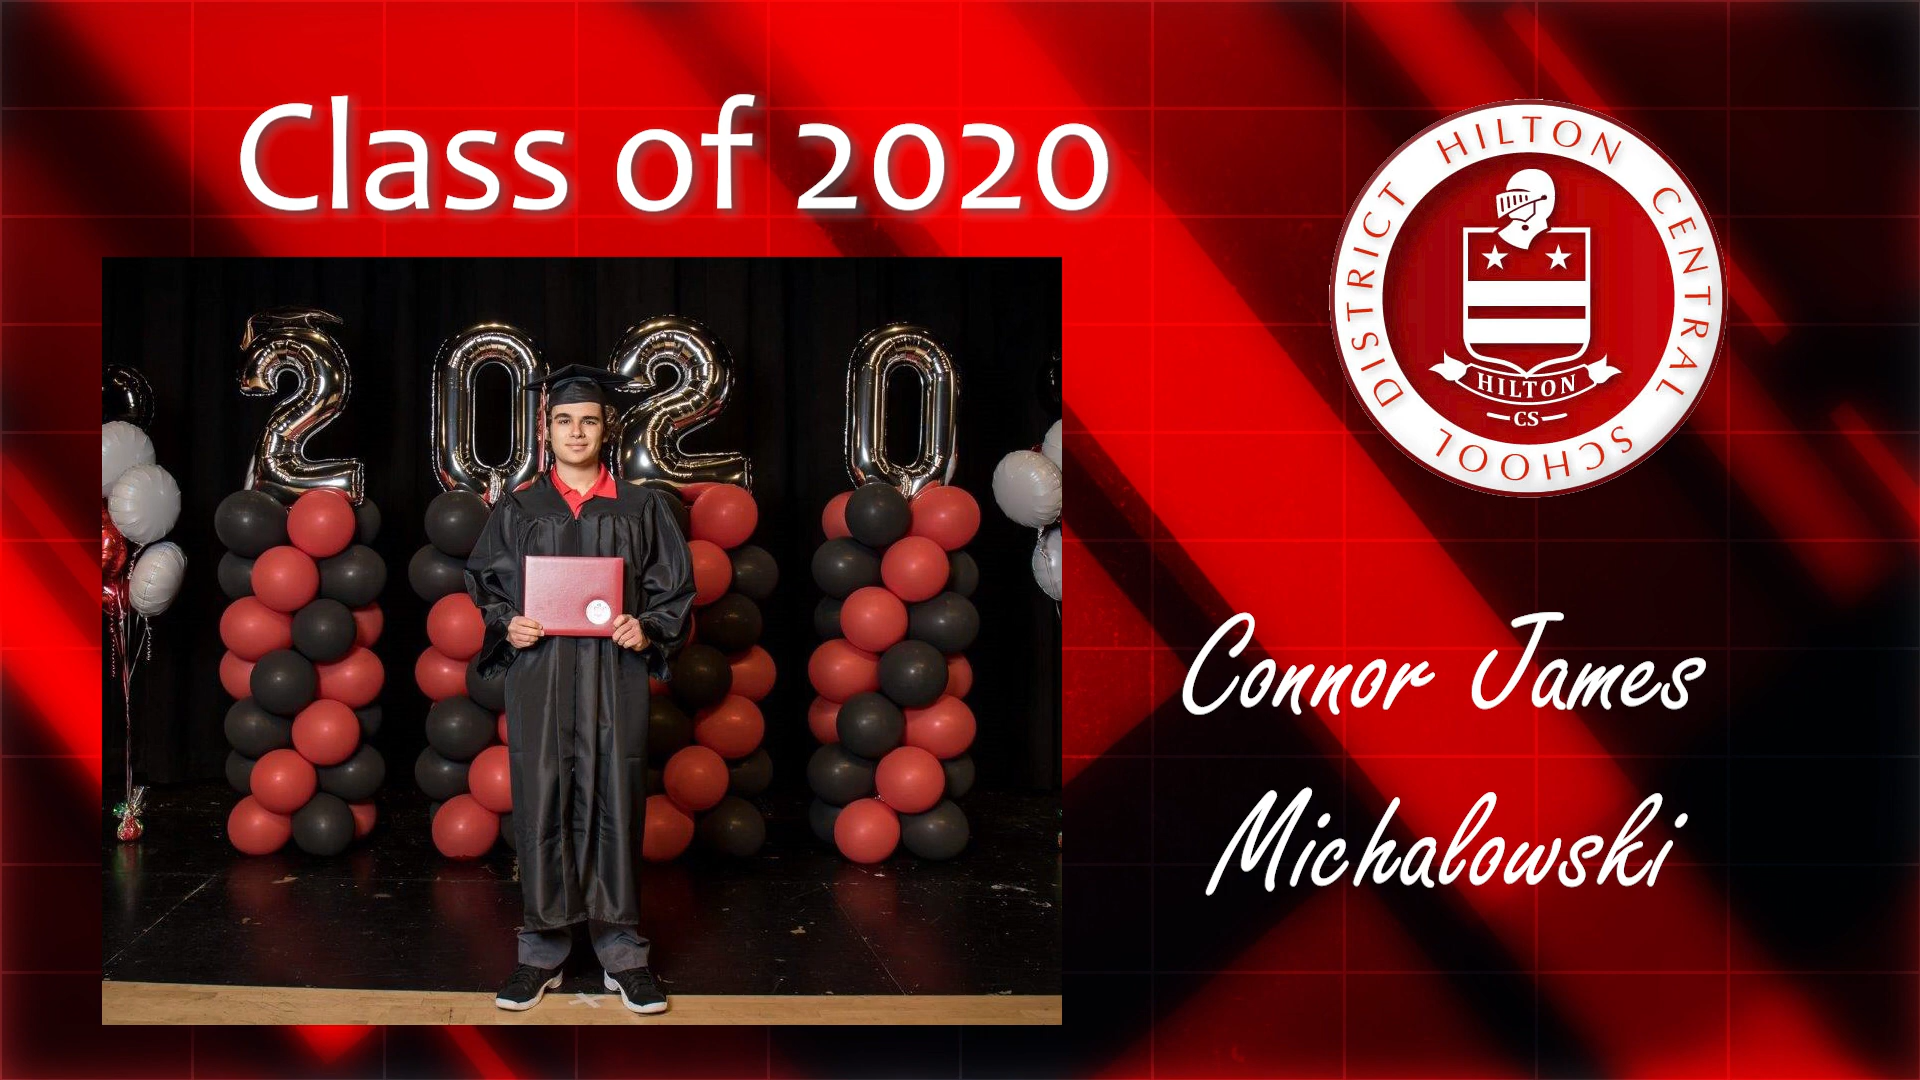 Class of 2020
HILTON CENTRAL SCHOOL DISTRICT
HILTON
CS
2020
Connor James
Michalowski